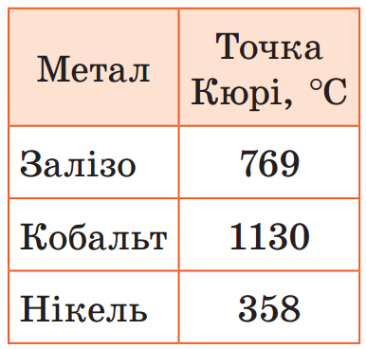 Метал
Точка
Кюрі, °C
Залізо 769
Кобальт 1130
Нікель 358